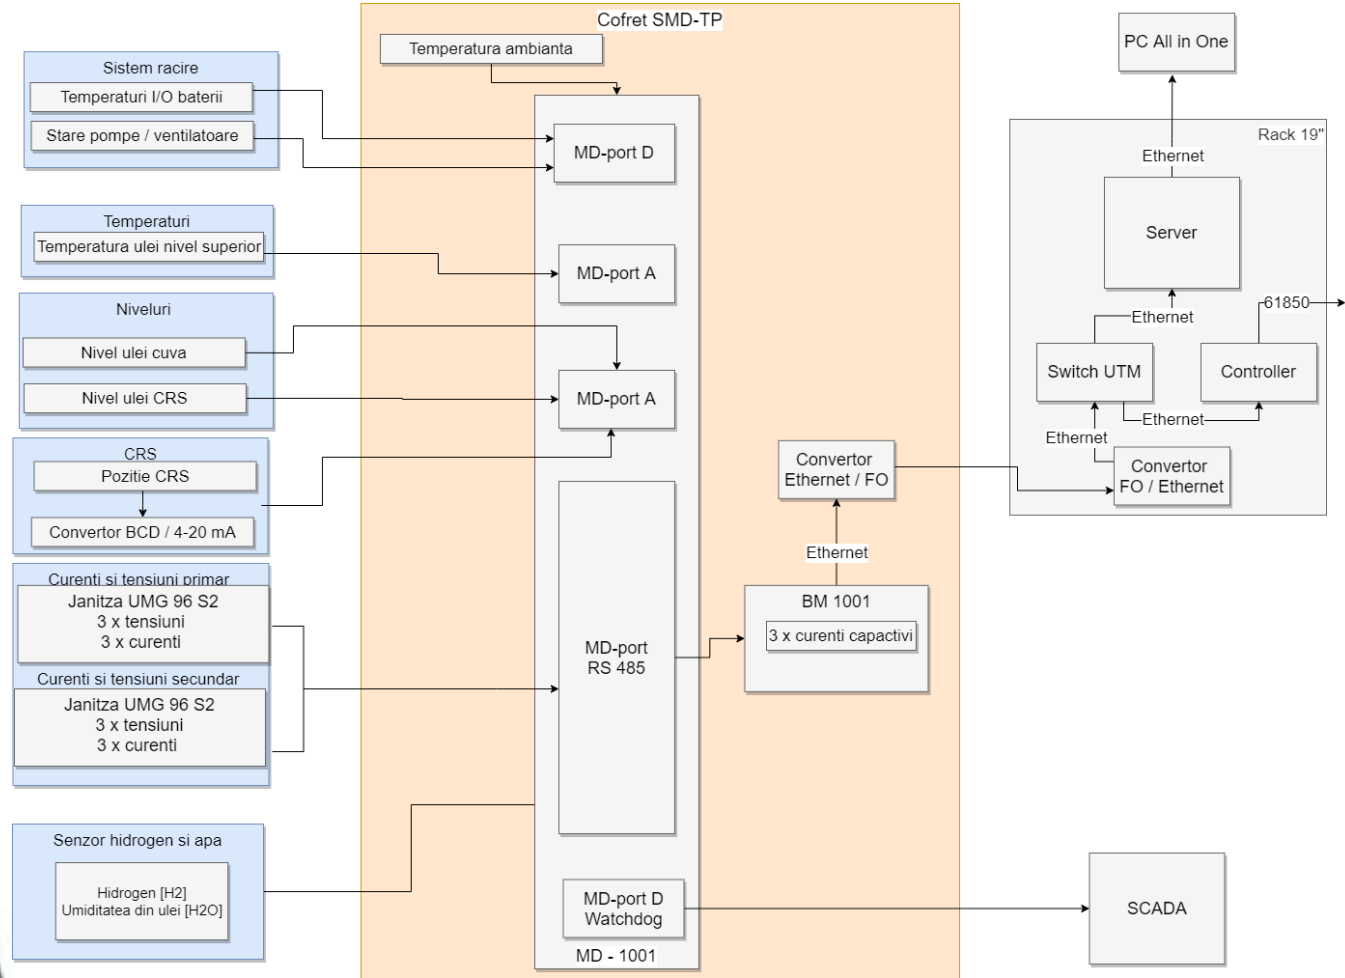 Cofret SMD-TP
Temperatura ambianta
Sistem racire
Temperaturi I/O baterii
Stare pompe / ventilatoare
Temperaturi
Temperatura ulei nivel superior
Niveluri
Nivel ulei cuva
Nivel ulei CRS
CRS
Pozitie CRS
Convertor BCD / 4-20 mA
Curenti si tensiuni primar
Janitza UMG 96 S2
3 x tensiuni
3 x curenti
Curenti si tensiuni secundar
Janitza UMG 96 S2
3 x tensiuni
3 x curenti
Senzor hidrogen si apa
Hidrogen [H2]
Umiditatea din ulei [H2O]
MD-port D
MD-port A
MD-port A
MD-port
RS 485
MD-port D
Watchdog
MD - 1001
Convertor
Ethernet / FO
Ethernet
BM 1001
3 x curenti capactivi
PC All in One
Rack 19"
Ethernet
Server
Ethernet
61850
Switch UTM
Controller
Ethernet
Ethernet
Convertor
FO / Ethernet
SCADA